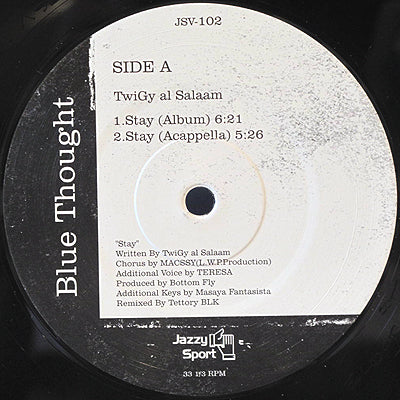 JSV-102
SIDE A
TwiGy al Salaam
1.Stay (Album) 6:21
2.Stay (Acappella) 5:26
Blue Thought
"Stay"
Written By TwiGy al Salaam
Chorus by MACSSY(L.W.P.Production)
Additional Voice by TERESA
Produced by Bottom Fly
Additional Keys by Masaya Fantasista
Remixed By Tettory BLK
Jazzy
Sport
33 1/3 RPM